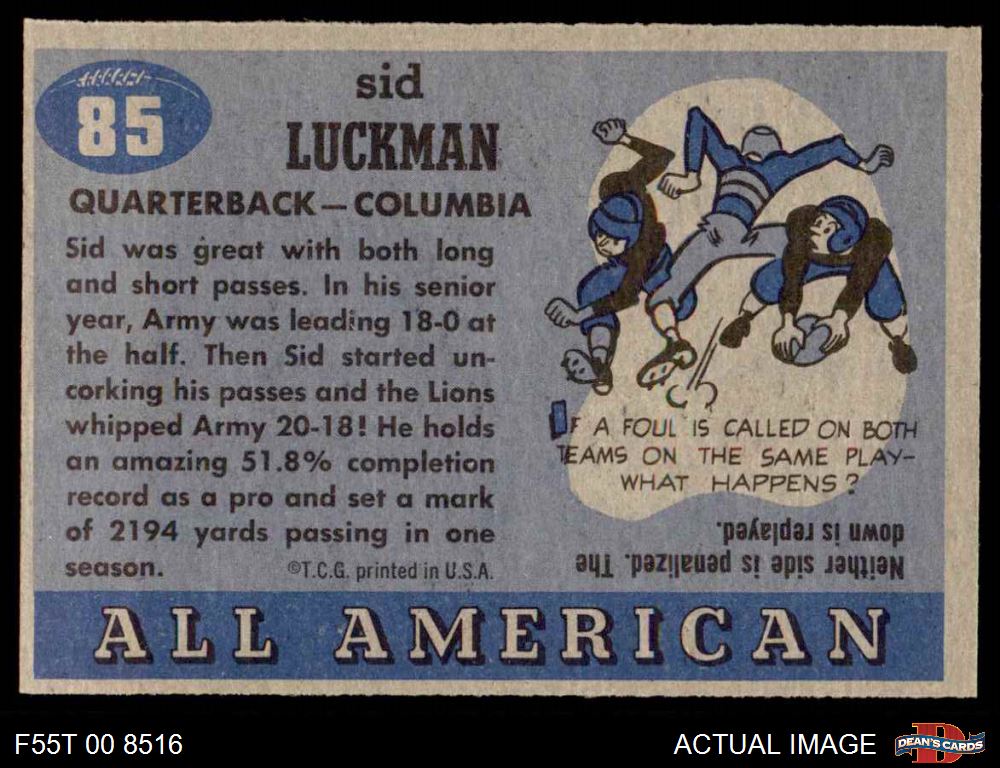 85
sid
LUCKMAN
QUARTERBACK — COLUMBIA
Sid was great with both long
and short passes. In his senior
year, Army was leading 18-0 at
the half. Then Sid started un-
corking his passes and the Lions
whipped Army 20-18! He holds
an amazing 51.8% completion
record as a pro and set a mark
of 2194 yards passing in one
season.
©T.C.G. printed in U.S.A.
IF A FOUL IS CALLED ON BOTH
TEAMS ON THE SAME PLAY—
WHAT HAPPENS?
Neither side is penalized. The
down is replayed.
ALL AMERICAN
F55T 00 8516
ACTUAL IMAGE
D
DEAN'S CARDS